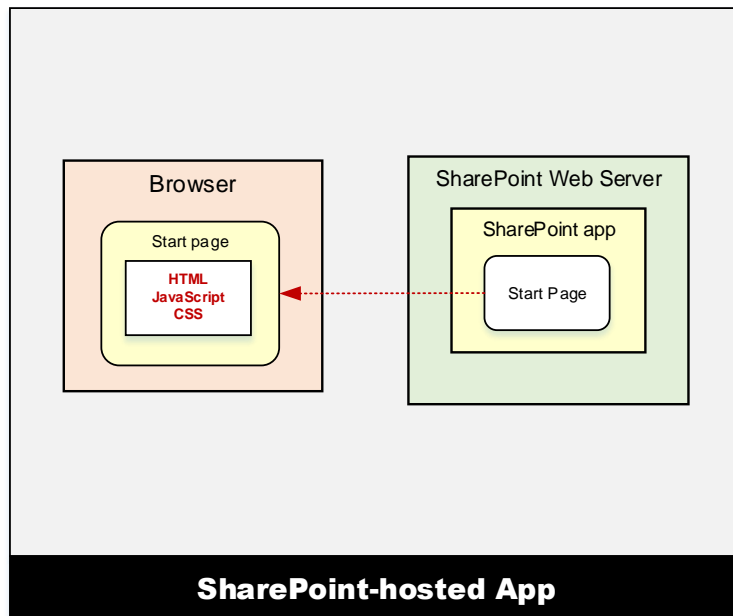 Browser
Start page
HTML
JavaScript
CSS
SharePoint Web Server
SharePoint app
Start Page
SharePoint-hosted App